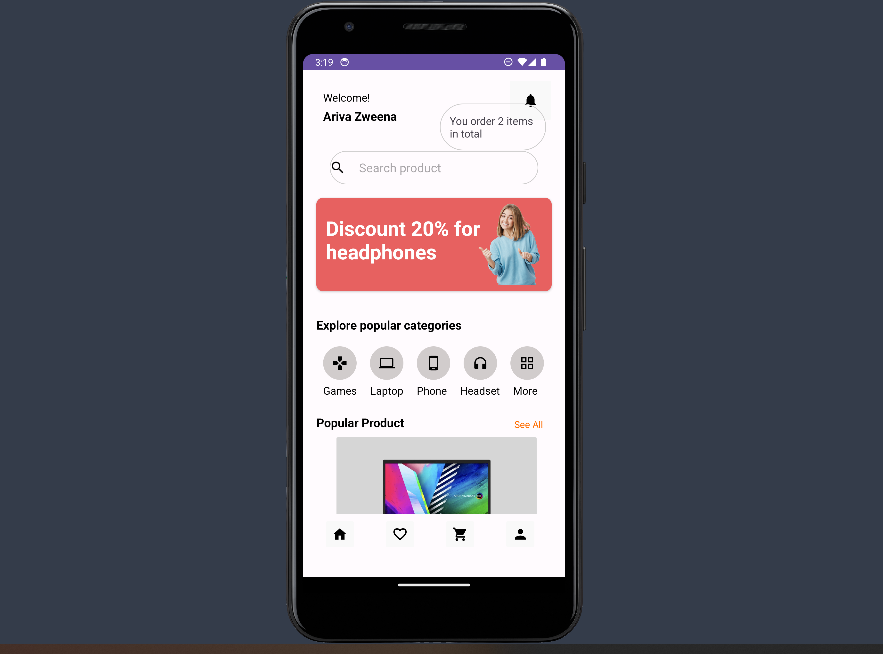 3:19
Welcome!
Ariva Zweena
You order 2 items
in total
Search product
Discount 20% for
headphones
Explore popular categories
Games Laptop Phone Headset More
Popular Product See All